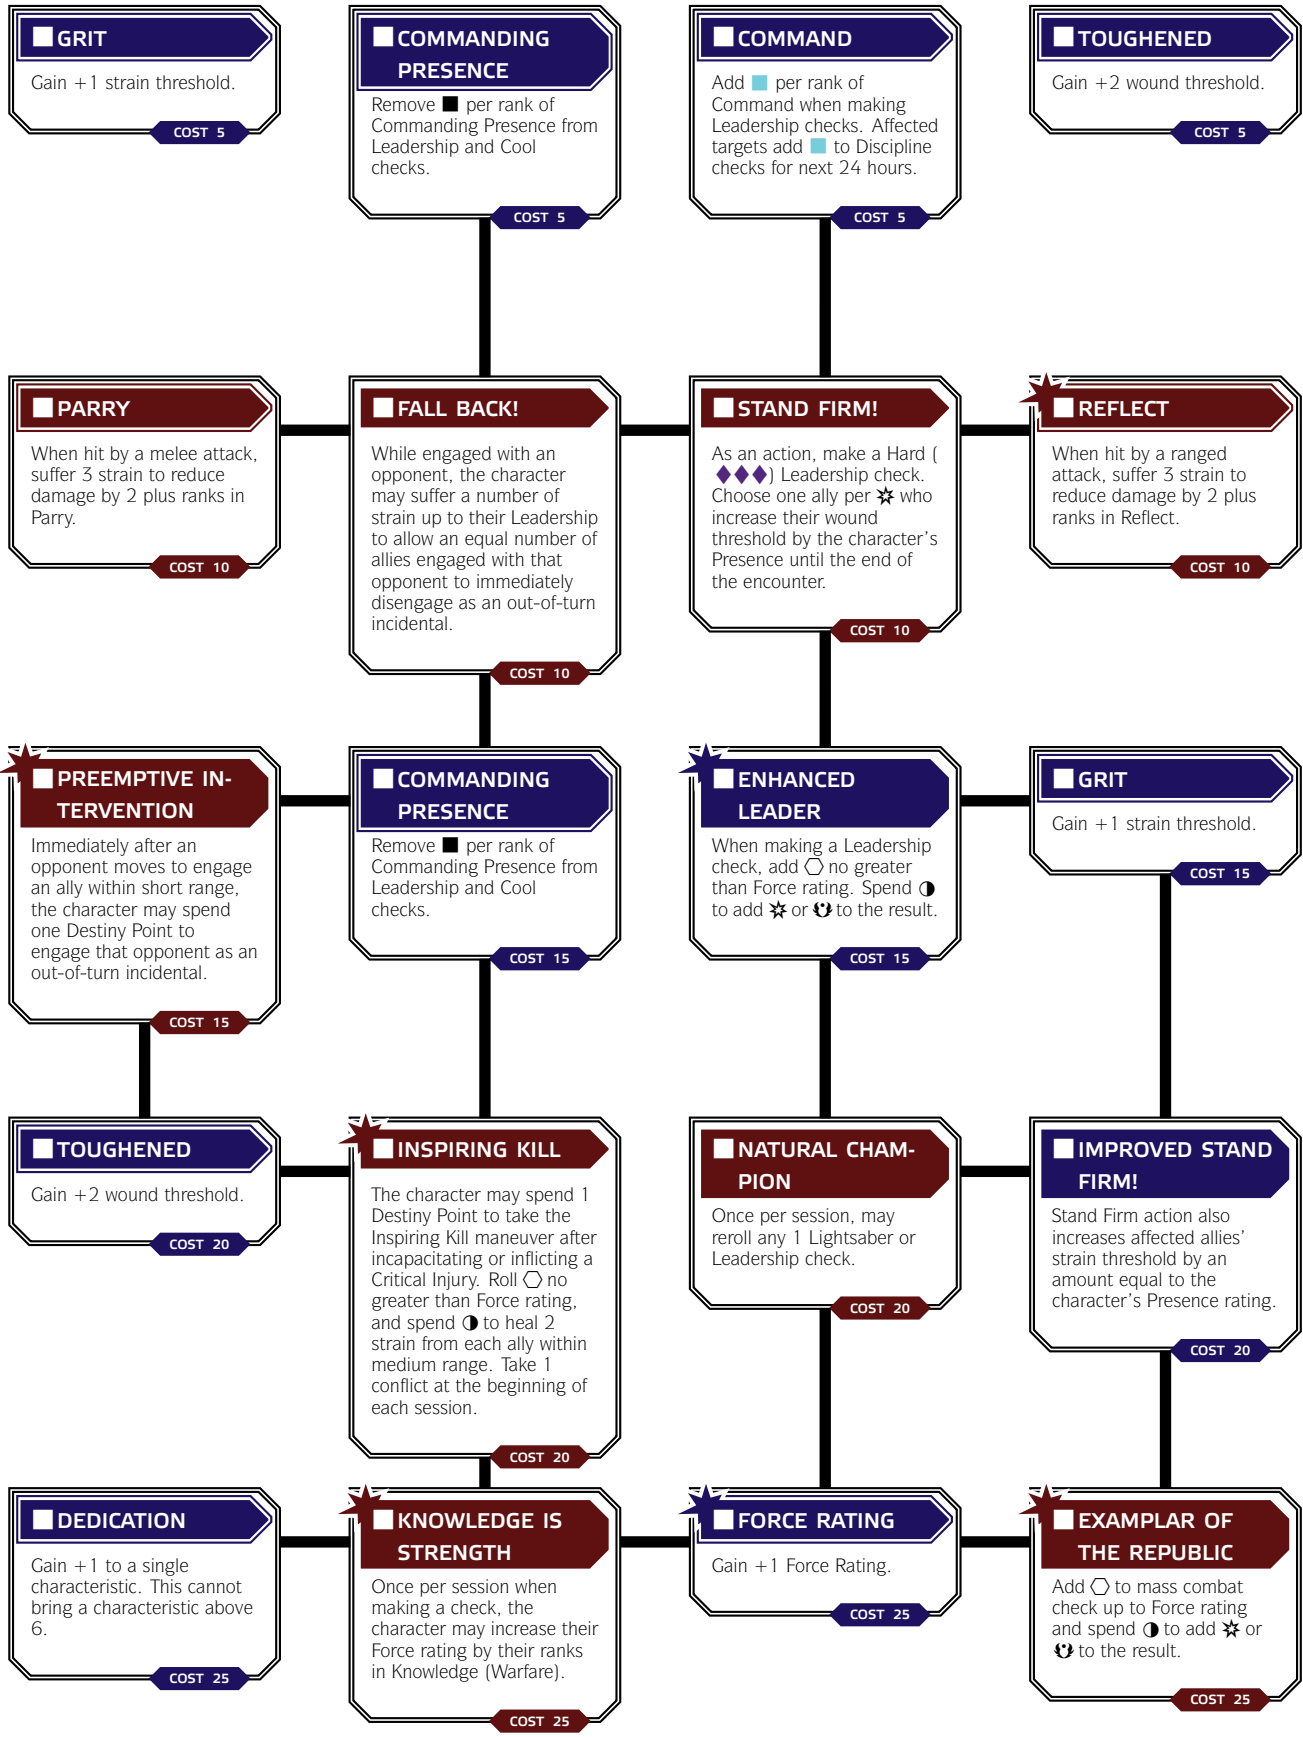 GRIT
Gain +1 strain threshold.
COST 5
COMMANDING
PRESENCE
Remove ■ per rank of
Commanding Presence from
Leadership and Cool
checks.
COST 5
COMMAND
Add ■ per rank of
Command when making
Leadership checks. Affected
targets add ■ to Discipline
checks for next 24 hours.
COST 5
TOUGHENED
Gain +2 wound threshold.
COST 5
PARRY
When hit by a melee attack,
suffer 3 strain to reduce
damage by 2 plus ranks in
Parry.
COST 10
FALL BACK!
While engaged with an
opponent, the character
may suffer a number of
strain up to their Leadership
to allow an equal number of
allies engaged with that
opponent to immediately
disengage as an out-of-turn
incidental.
COST 10
STAND FIRM!
As an action, make a Hard (
♦♦♦) Leadership check.
Choose one ally per who
increase their wound
threshold by the character's
Presence until the end of
the encounter.
COST 10
REFLECT
When hit by a ranged
attack, suffer 3 strain to
reduce damage by 2 plus
ranks in Reflect.
COST 10
PREEMPTIVE IN-
TERVENTION
Immediately after an
opponent moves to engage
an ally within short range,
the character may spend
one Destiny Point to
engage that opponent as an
out-of-turn incidental.
COST 15
COMMANDING
PRESENCE
Remove ■ per rank of
Commanding Presence from
Leadership and Cool
checks.
COST 15
ENHANCED
LEADER
When making a Leadership
check, add ⬡ no greater
than Force rating. Spend ◑
to add or to the result.
COST 15
GRIT
Gain +1 strain threshold.
COST 15
TOUGHENED
Gain +2 wound threshold.
COST 20
INSPIRING KILL
The character may spend 1
Destiny Point to take the
Inspiring Kill maneuver after
incapacitating or inflicting a
Critical Injury. Roll ⬡ no
greater than Force rating,
and spend ◑ to heal 2
strain from each ally within
medium range. Take 1
conflict at the beginning of
each session.
COST 20
NATURAL CHAM-
PION
Once per session, may
reroll any 1 Lightsaber or
Leadership check.
COST 20
IMPROVED STAND
FIRM!
Stand Firm action also
increases affected allies'
strain threshold by an
amount equal to the
character's Presence rating.
COST 20
DEDICATION
Gain +1 to a single
characteristic. This cannot
bring a characteristic above
6.
COST 25
KNOWLEDGE IS
STRENGTH
Once per session when
making a check, the
character may increase their
Force rating by their ranks
in Knowledge (Warfare).
COST 25
FORCE RATING
Gain +1 Force Rating.
COST 25
EXAMPLAR OF
THE REPUBLIC
Add ⬡ to mass combat
check up to Force rating
and spend ◑ to add or
to the result.
COST 25